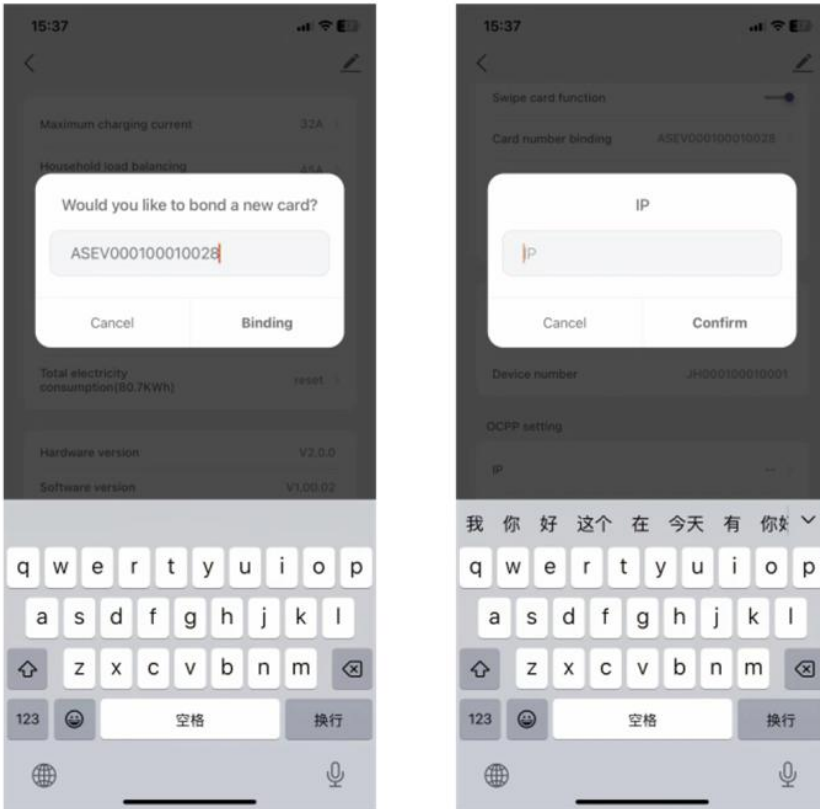 15:37
Maximum charging current 32A
Household load balancing
Would you like to bond a new card?
ASEV000100010028
Cancel Binding
Total electricity
consumption(80.7KWh) reset
Hardware version V2.0.0
Software version V1.00.02
q w e r t y u i o p
a s d f g h j k l
z x c v b n m
123 空格 换行
15:37
Swipe card function
Card number binding ASEV000100010028
IP
IP
Cancel Confirm
Device number JH000100010001
OCPP setting
IP --
我 你 好 这个 在 今天 有
q w e r t y u i o p
a s d f g h j k l
z x c v b n m
123 空格 换行